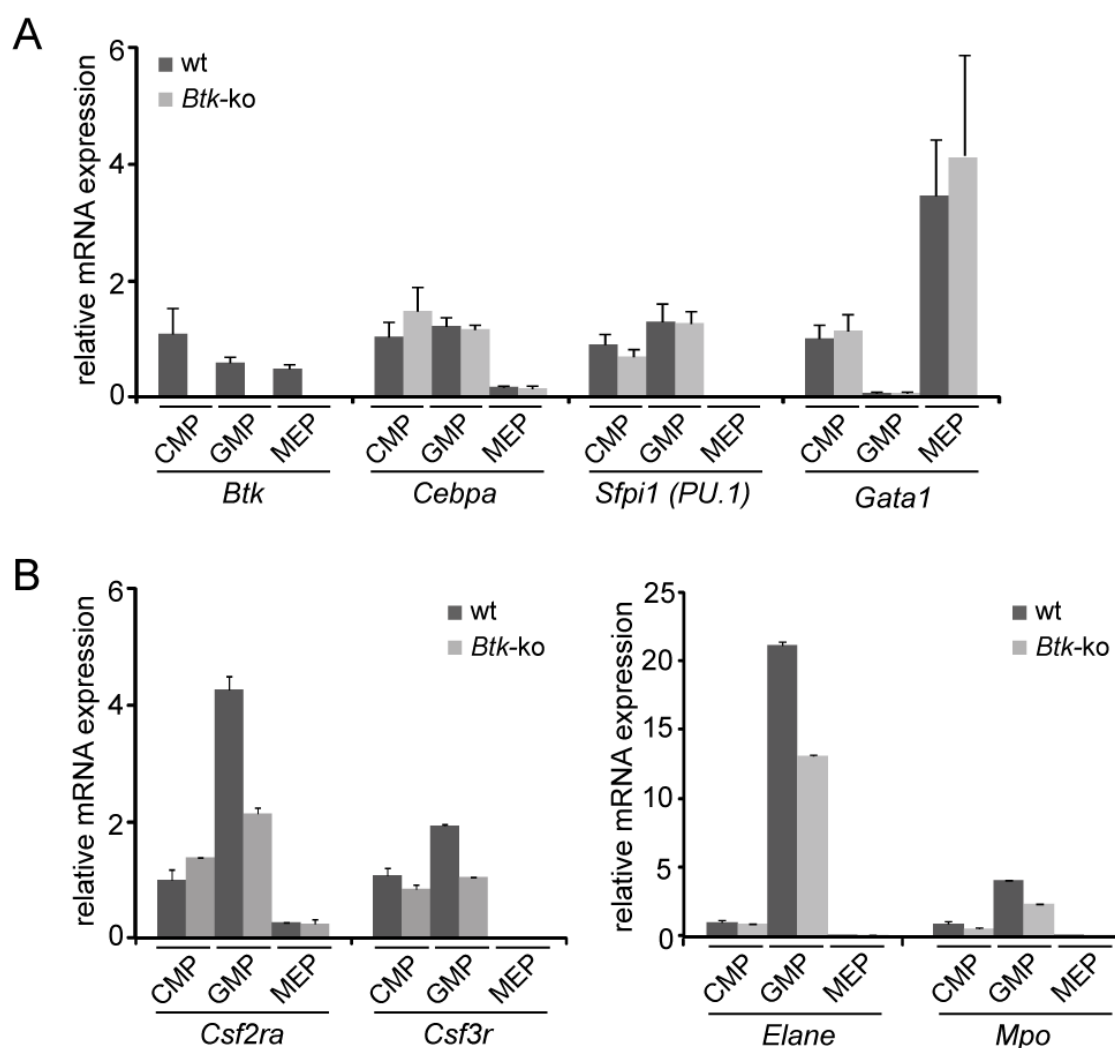 A
relative mRNA expression
6
4
2
0
wt
Btk-ko
CMP GMP MEP CMP GMP MEP CMP GMP MEP CMP GMP MEP
Btk Cebpa Sfpi1 (PU.1) Gata1
B
relative mRNA expression
6
4
2
0
wt
Btk-ko
CMP GMP MEP CMP GMP MEP
Csf2ra Csf3r
relative mRNA expression
25
20
15
10
5
0
wt
Btk-ko
CMP GMP MEP CMP GMP MEP
Elane Mpo